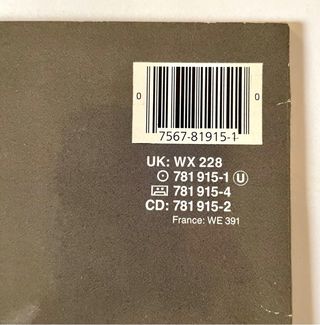 0 0
7567-81915-1
UK: WX 228
781 915-1 U
781 915-4
CD: 781 915-2
France: WE 391